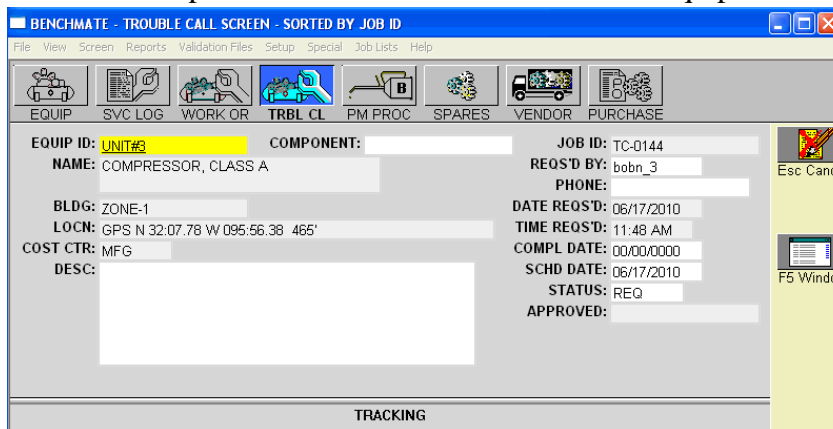 BENCHMATE - TROUBLE CALL SCREEN - SORTED BY JOB ID
File View Screen Reports Validation Files Setup Special Job Lists Help
B
EQUIP SVC LOG WORK OR TRBL CL PM PROC SPARES VENDOR PURCHASE
EQUIP ID: UNIT#3 COMPONENT: JOB ID: TC-0144
NAME: COMPRESSOR, CLASS A REQS'D BY: bobn_3
Esc Canc
PHONE:
BLDG: ZONE-1 DATE REQS'D: 06/17/2010
LOCN: GPS N 32:07.78 W 095:56.38 465' TIME REQS'D: 11:48 AM
COST CTR: MFG COMPL DATE: 00/00/0000
DESC: SCHD DATE: 06/17/2010
F5 Windo
STATUS: REQ
APPROVED:
TRACKING